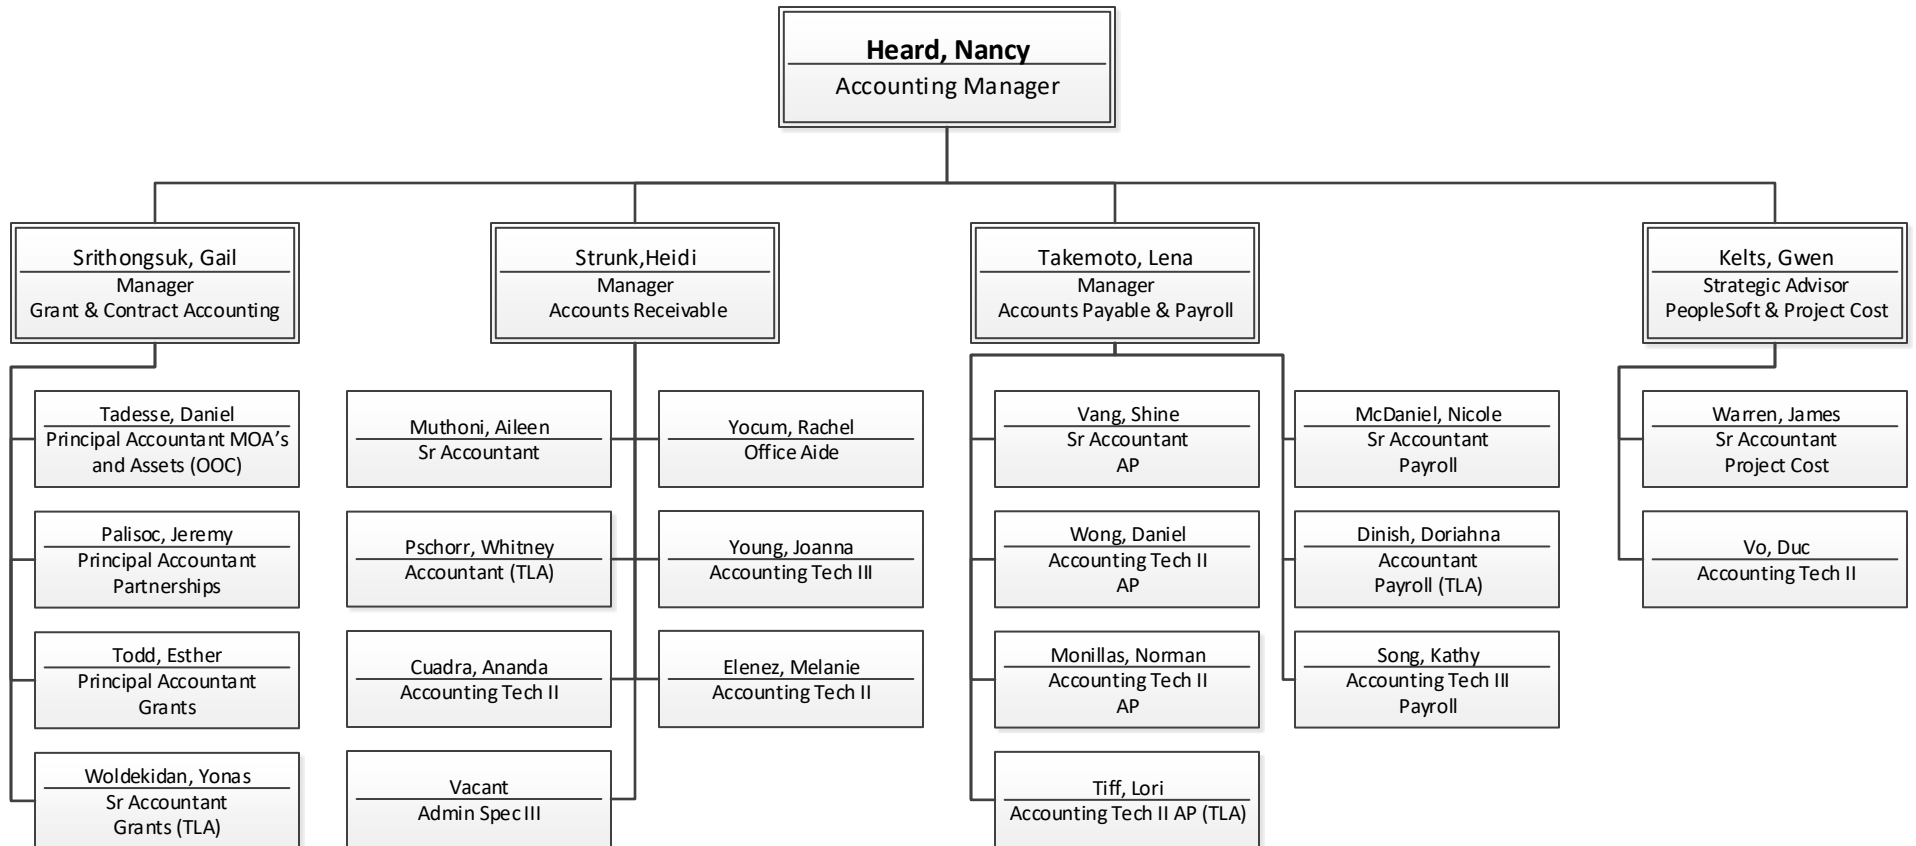 Heard, Nancy
Accounting Manager
Srithongsuk, Gail
Manager
Grant & Contract Accounting
Strunk,Heidi
Manager
Accounts Receivable
Takemoto, Lena
Manager
Accounts Payable & Payroll
Kelts, Gwen
Strategic Advisor
PeopleSoft & Project Cost
Tadesse, Daniel
Principal Accountant MOA’s
and Assets (OOC)
Palisoc, Jeremy
Principal Accountant
Partnerships
Todd, Esther
Principal Accountant
Grants
Woldekidan, Yonas
Sr Accountant
Grants (TLA)
Muthoni, Aileen
Sr Accountant
Pschorr, Whitney
Accountant (TLA)
Cuadra, Ananda
Accounting Tech II
Vacant
Admin Spec III
Yocum, Rachel
Office Aide
Young, Joanna
Accounting Tech III
Elenez, Melanie
Accounting Tech II
Vang, Shine
Sr Accountant
AP
Wong, Daniel
Accounting Tech II
AP
Monillas, Norman
Accounting Tech II
AP
Tiff, Lori
Accounting Tech II AP (TLA)
McDaniel, Nicole
Sr Accountant
Payroll
Dinish, Doriahna
Accountant
Payroll (TLA)
Song, Kathy
Accounting Tech III
Payroll
Warren, James
Sr Accountant
Project Cost
Vo, Duc
Accounting Tech II